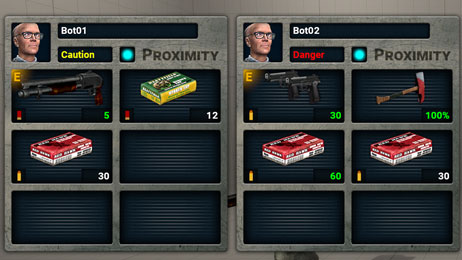 Bot01
Caution
PROXIMITY
E
5
12
30
Bot02
Danger
PROXIMITY
E
30
100%
60
30